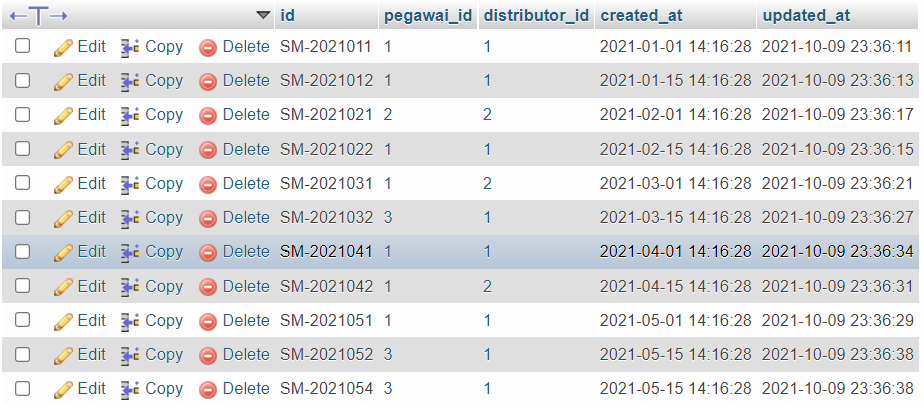 id pegawai_id distributor_id created_at updated_at
Edit Copy Delete SM-2021011 1 1 2021-01-01 14:16:28 2021-10-09 23:36:11
Edit Copy Delete SM-2021012 1 1 2021-01-15 14:16:28 2021-10-09 23:36:13
Edit Copy Delete SM-2021021 2 2 2021-02-01 14:16:28 2021-10-09 23:36:17
Edit Copy Delete SM-2021022 1 1 2021-02-15 14:16:28 2021-10-09 23:36:15
Edit Copy Delete SM-2021031 1 2 2021-03-01 14:16:28 2021-10-09 23:36:21
Edit Copy Delete SM-2021032 3 1 2021-03-15 14:16:28 2021-10-09 23:36:27
Edit Copy Delete SM-2021041 1 1 2021-04-01 14:16:28 2021-10-09 23:36:34
Edit Copy Delete SM-2021042 1 2 2021-04-15 14:16:28 2021-10-09 23:36:31
Edit Copy Delete SM-2021051 1 1 2021-05-01 14:16:28 2021-10-09 23:36:29
Edit Copy Delete SM-2021052 3 1 2021-05-15 14:16:28 2021-10-09 23:36:38
Edit Copy Delete SM-2021054 3 1 2021-05-15 14:16:28 2021-10-09 23:36:38